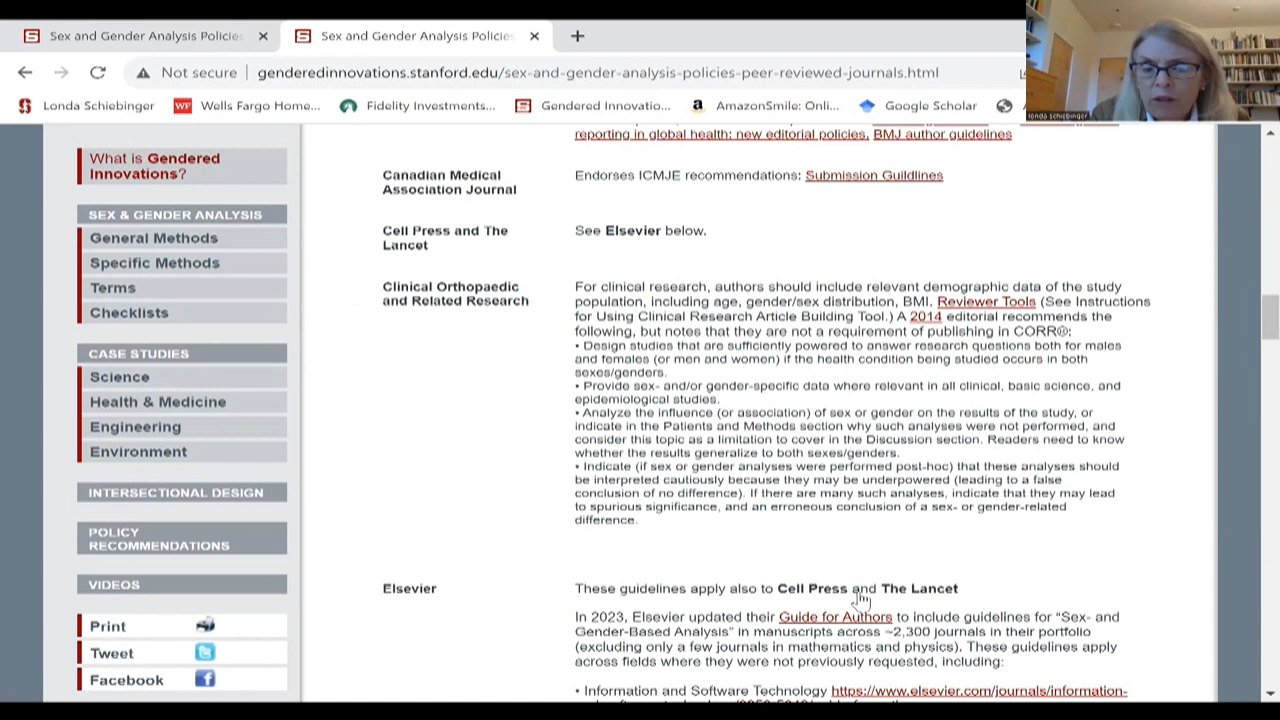 Sex and Gender Analysis Policie
Sex and Gender Analysis Policie
Not secure
genderedinnovations.stanford.edu/sex-and-gender-analysis-policies-peer-reviewed-journals.html
Londa Schiebinger
WF
Wells Fargo Home...
Fidelity Investments...
Gendered Innovatio...
a
AmazonSmile: Onli...
Google Scholar
londa schiebinger
What is Gendered
Innovations?
SEX & GENDER ANALYSIS
General Methods
Specific Methods
Terms
Checklists
CASE STUDIES
Science
Health & Medicine
Engineering
Environment
INTERSECTIONAL DESIGN
POLICY
RECOMMENDATIONS
VIDEOS
Print
Tweet
Facebook
reporting in global health: new editorial policies, BMJ author guidelines
Canadian Medical
Association Journal
Endorses ICMJE recommendations: Submission Guildlines
Cell Press and The
Lancet
See Elsevier below.
Clinical Orthopaedic
and Related Research
For clinical research, authors should include relevant demographic data of the study
population, including age, gender/sex distribution, BMI. Reviewer Tools (See Instructions
for Using Clinical Research Article Building Tool.) A 2014 editorial recommends the
following, but notes that they are not a requirement of publishing in CORR®:
• Design studies that are sufficiently powered to answer research questions both for males
and females (or men and women) if the health condition being studied occurs in both
sexes/genders.
• Provide sex- and/or gender-specific data where relevant in all clinical, basic science, and
epidemiological studies.
• Analyze the influence (or association) of sex or gender on the results of the study, or
indicate in the Patients and Methods section why such analyses were not performed, and
consider this topic as a limitation to cover in the Discussion section. Readers need to know
whether the results generalize to both sexes/genders.
• Indicate (if sex or gender analyses were performed post-hoc) that these analyses should
be interpreted cautiously because they may be underpowered (leading to a false
conclusion of no difference). If there are many such analyses, indicate that they may lead
to spurious significance, and an erroneous conclusion of a sex- or gender-related
difference.
Elsevier
These guidelines apply also to Cell Press and The Lancet
In 2023, Elsevier updated their Guide for Authors to include guidelines for “Sex- and
Gender-Based Analysis” in manuscripts across ~2,300 journals in their portfolio
(excluding only a few journals in mathematics and physics). These guidelines apply
across fields where they were not previously requested, including:
• Information and Software Technology https://www.elsevier.com/journals/information-